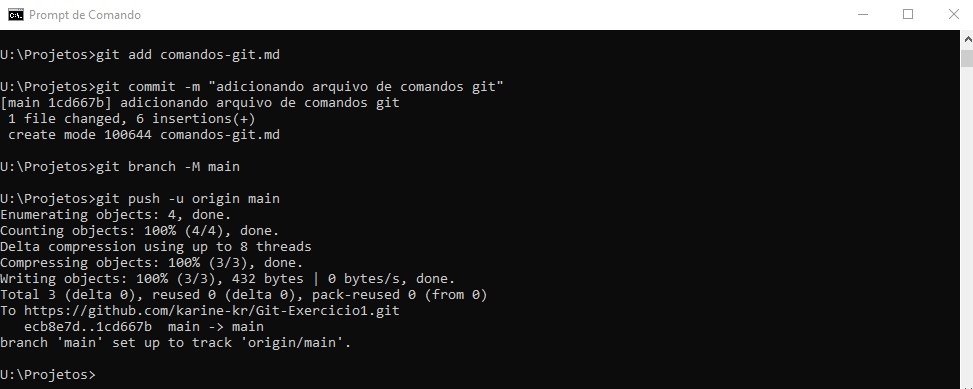 Prompt de Comando
U:\Projetos>git add comandos-git.md
U:\Projetos>git commit -m "adicionando arquivo de comandos git"
[main 1cd667b] adicionando arquivo de comandos git
 1 file changed, 6 insertions(+)
 create mode 100644 comandos-git.md
U:\Projetos>git branch -M main
U:\Projetos>git push -u origin main
Enumerating objects: 4, done.
Counting objects: 100% (4/4), done.
Delta compression using up to 8 threads
Compressing objects: 100% (3/3), done.
Writing objects: 100% (3/3), 432 bytes | 0 bytes/s, done.
Total 3 (delta 0), reused 0 (delta 0), pack-reused 0 (from 0)
To https://github.com/karine-kr/Git-Exercicio1.git
   ecb8e7d..1cd667b  main -> main
branch 'main' set up to track 'origin/main'.
U:\Projetos>